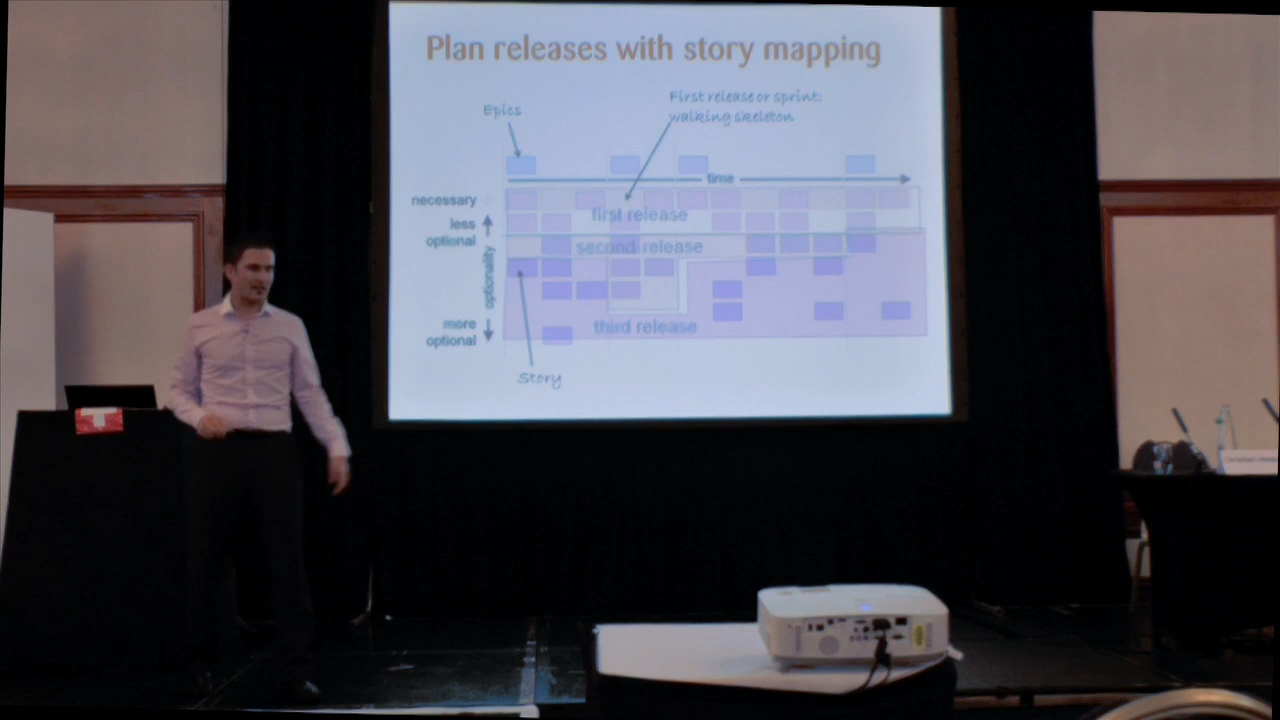 Plan releases with story mapping
First release or sprint:
walking skeleton
Epics
time
necessary
first release
less
optional
second release
optionality
more
optional
third release
Story